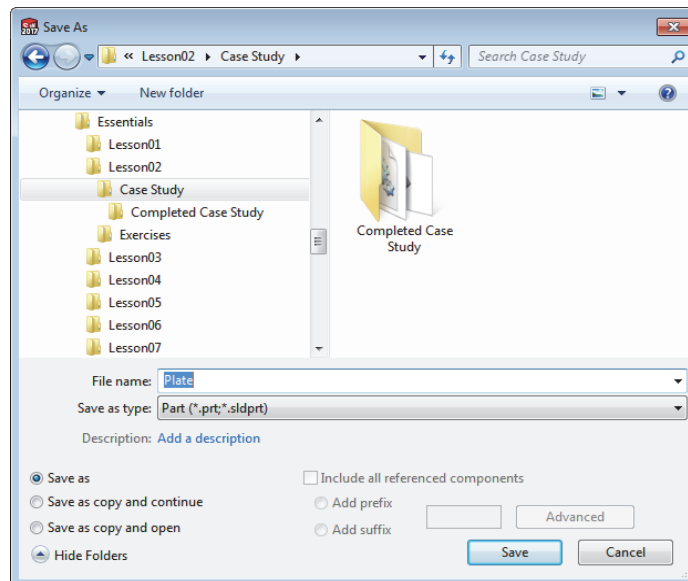 SW 2017 Save As
« Lesson02 Case Study Search Case Study
Organize New folder
Essentials
Lesson01
Lesson02
Case Study
Completed Case Study
Exercises
Lesson03
Lesson04
Lesson05
Lesson06
Lesson07
Completed Case
Study
File name: Plate
Save as type: Part (*.prt;*.sldprt)
Description: Add a description
Save as
Save as copy and continue
Save as copy and open
Include all referenced components
Add prefix
Add suffix
Advanced
Hide Folders
Save Cancel